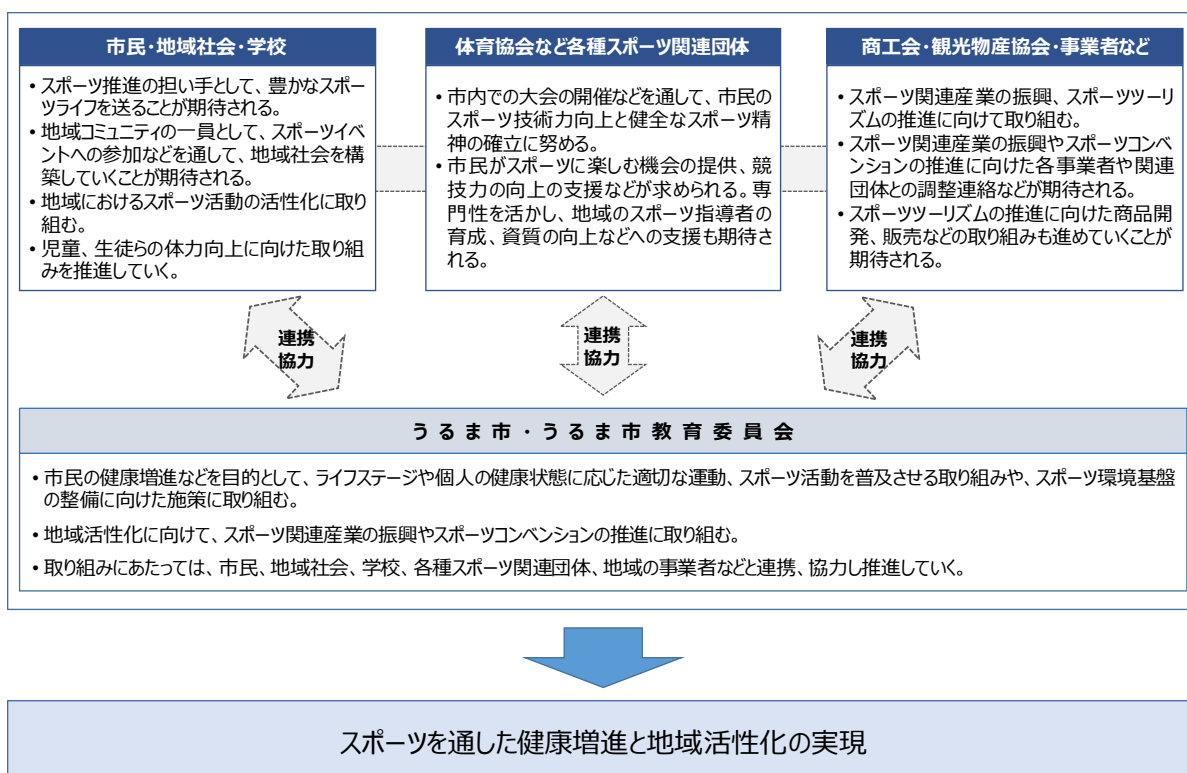 市民・地域社会・学校
・スポーツ推進の担い手として、豊かなスポー
ツライフを送ることが期待される。
・地域コミュニティの一員として、スポーツイベ
ントへの参加などを通して、地域社会を構
築していくことが期待される。
・地域におけるスポーツ活動の活性化に取り
組む。
・児童、生徒らの体力向上に向けた取り組
みを推進していく。
体育協会など各種スポーツ関連団体
・市内での大会の開催などを通して、市民の
スポーツ技術力向上と健全なスポーツ精
神の確立に努める。
・市民がスポーツに楽しむ機会の提供、競
技力の向上の支援などが求められる。専
門性を活かし、地域のスポーツ指導者の
育成、資質の向上などへの支援も期待さ
れる。
商工会・観光物産協会・事業者など
・スポーツ関連産業の振興、スポーツツーリ
ズムの推進に向けて取り組む。
・スポーツ関連産業の振興やスポーツコンベ
ンションの推進に向けた各事業者や関連
団体との調整連絡などが期待される。
・スポーツツーリズムの推進に向けた商品開
発、販売などの取り組みも進めていくことが
期待される。
連携
協力
連携
協力
連携
協力
うるま市・うるま市教育委員会
・市民の健康増進などを目的として、ライフステージや個人の健康状態に応じた適切な運動、スポーツ活動を普及させる取り組みや、スポーツ環境基盤
の整備に向けた施策に取り組む。
・地域活性化に向けて、スポーツ関連産業の振興やスポーツコンベンションの推進に取り組む。
・取り組みにあたっては、市民、地域社会、学校、各種スポーツ関連団体、地域の事業者などと連携、協力し推進していく。
スポーツを通した健康増進と地域活性化の実現